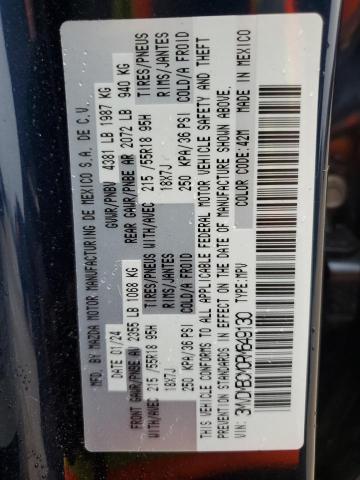 MFD. BY MAZDA MOTOR MANUFACTURING DE MEXICO S.A. DE C.V.
DATE: 01/24 GVWR/PNBV 4381 LB 1987 KG
FRONT GAWR/PNBE AV 2355 LB 1068 KG REAR GAWR/PNBE AR 2072 LB 940 KG
WITH/AVEC 215/55R18 95H TIRES/PNEUS WITH/AVEC 215/55R18 95H TIRES/PNEUS
18X7J RIMS/JANTES 18X7J RIMS/JANTES
250 KPA/36 PSI COLD/A FROID 250 KPA/36 PSI COLD/A FROID
THIS VEHICLE CONFORMS TO ALL APPLICABLE FEDERAL MOTOR VEHICLE SAFETY AND THEFT
PREVENTION STANDARDS IN EFFECT ON THE DATE OF MANUFACTURE SHOWN ABOVE.
TYPE: MPV COLOR CODE: 42M MADE IN MEXICO